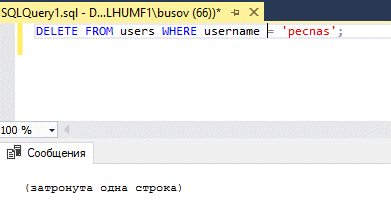 SQLQuery1.sql - D...LHUMF1\busov (66))*
DELETE FROM users WHERE username = 'pecnas';
100 %
Сообщения
(затронута одна строка)